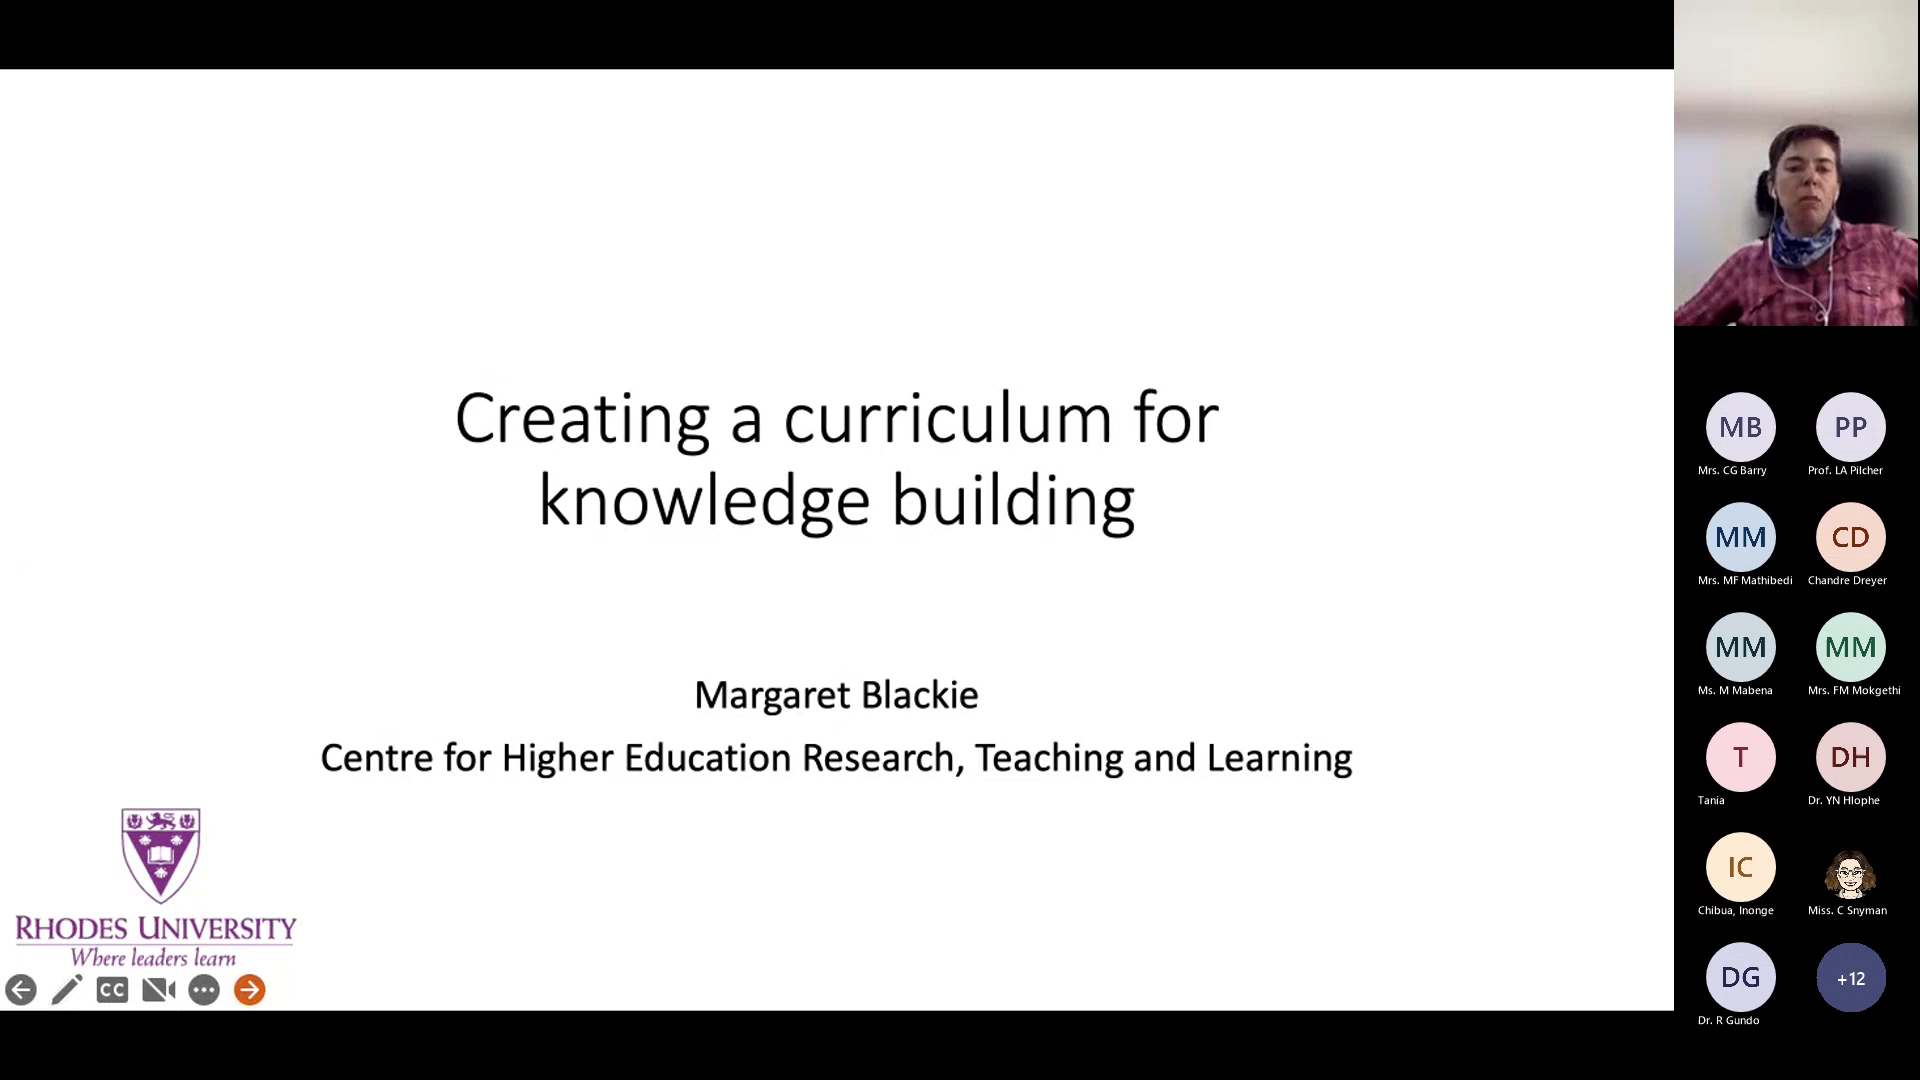 Creating a curriculum for
knowledge building
Margaret Blackie
Centre for Higher Education Research, Teaching and Learning
RHODES UNIVERSITY
Where leaders learn
CC
MB
PP
Mrs. CG Barry
Prof. LA Pilcher
MM
CD
Mrs. MF Mathibedi
Chandre Dreyer
MM
MM
Ms. M Mabena
Mrs. FM Mokgethi
T
DH
Tania
Dr. YN Hlophe
IC
Chibua, Inonge
Miss. C Snyman
DG
+12
Dr. R Gundo